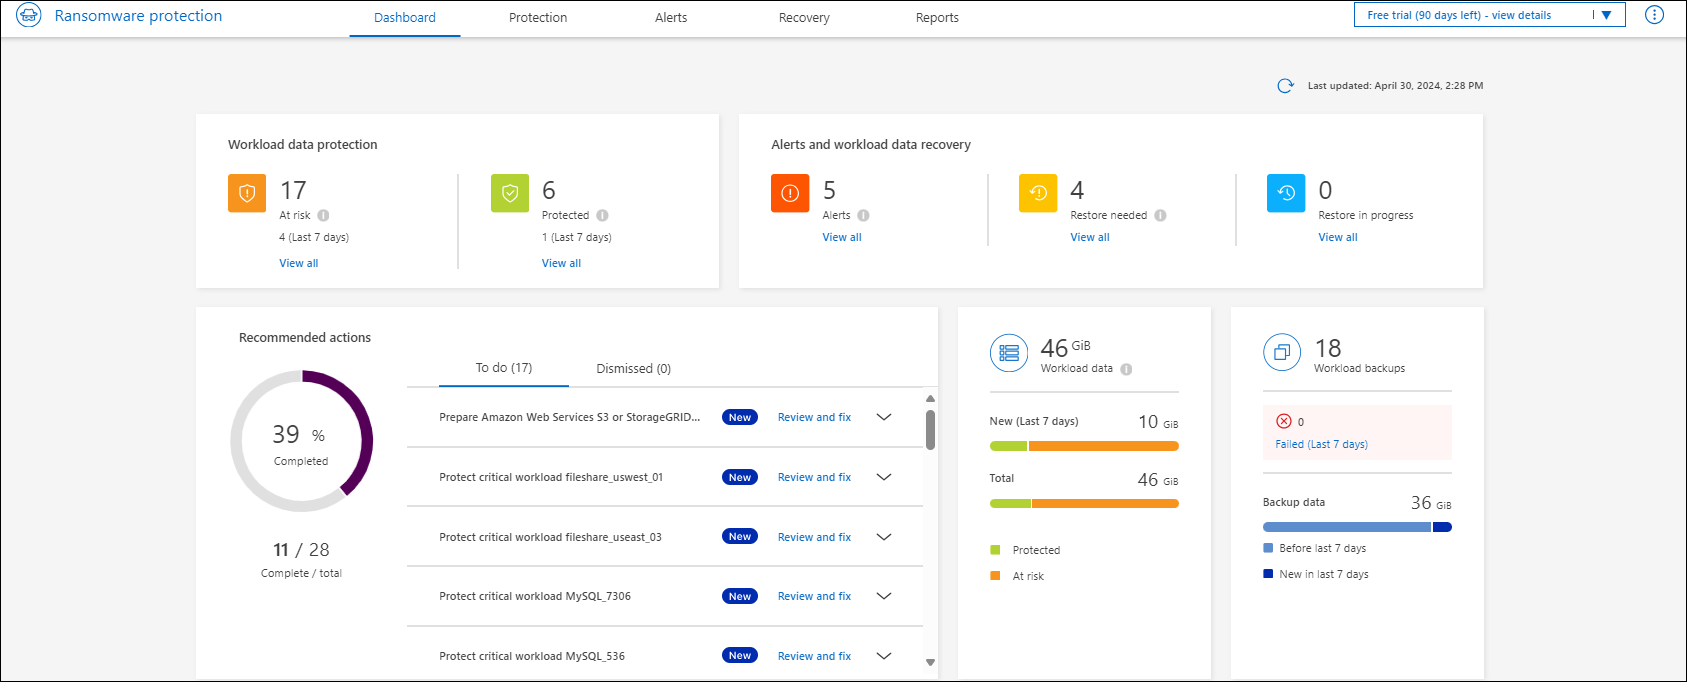 Ransomware protection
Dashboard
Protection
Alerts
Recovery
Reports
Free trial (90 days left) - view details
Last updated: April 30, 2024, 2:28 PM
Workload data protection
17
At risk
4 (Last 7 days)
View all
6
Protected
1 (Last 7 days)
View all
Alerts and workload data recovery
5
Alerts
View all
4
Restore needed
View all
0
Restore in progress
View all
Recommended actions
39 %
Completed
11 / 28
Complete / total
To do (17)
Dismissed (0)
Prepare Amazon Web Services S3 or StorageGRID... New Review and fix
Protect critical workload fileshare_uswest_01 New Review and fix
Protect critical workload fileshare_useast_03 New Review and fix
Protect critical workload MySQL_7306 New Review and fix
Protect critical workload MySQL_536 New Review and fix
46 GiB
Workload data
New (Last 7 days) 10 GiB
Total 46 GiB
Protected
At risk
18
Workload backups
0
Failed (Last 7 days)
Backup data 36 GiB
Before last 7 days
New in last 7 days